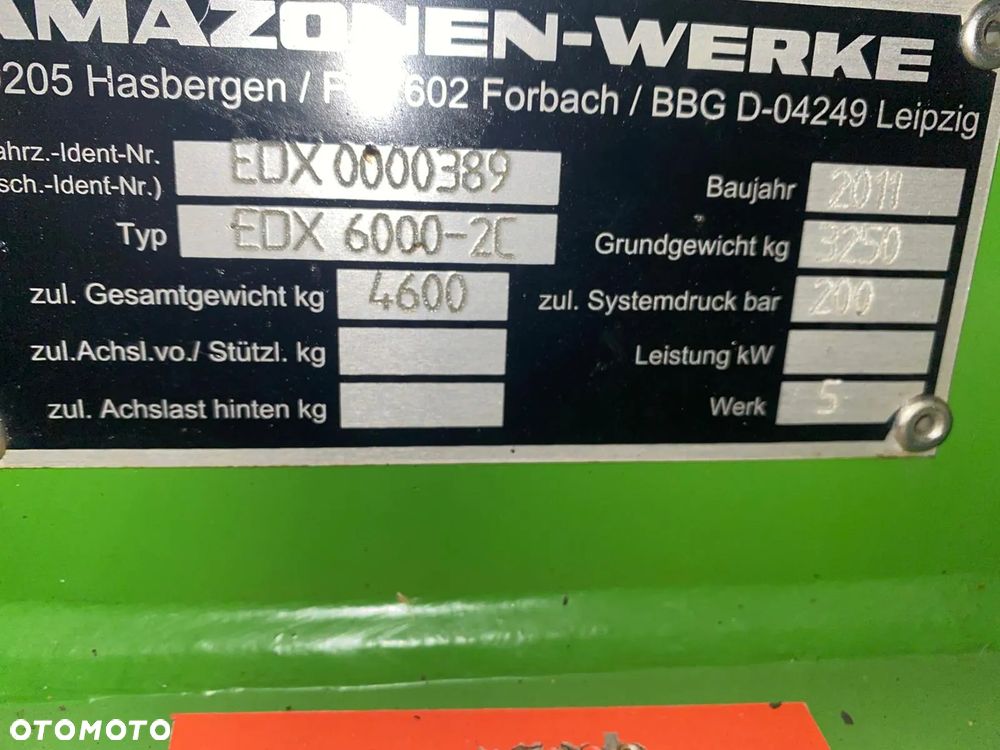 AMAZONEN-WERKE
205 Hasbergen / F 602 Forbach / BBG D-04249 Leipzig
ahrz.-Ident-Nr. EDX0000389
sch.-Ident-Nr.)
Baujahr 2011
Typ EDX 6000-2C
Grundgewicht kg 3250
zul. Gesamtgewicht kg 4600
zul. Systemdruck bar 200
zul.Achsl.vo./ Stützl. kg
Leistung kW
zul. Achslast hinten kg
Werk 5
OTOMOTO